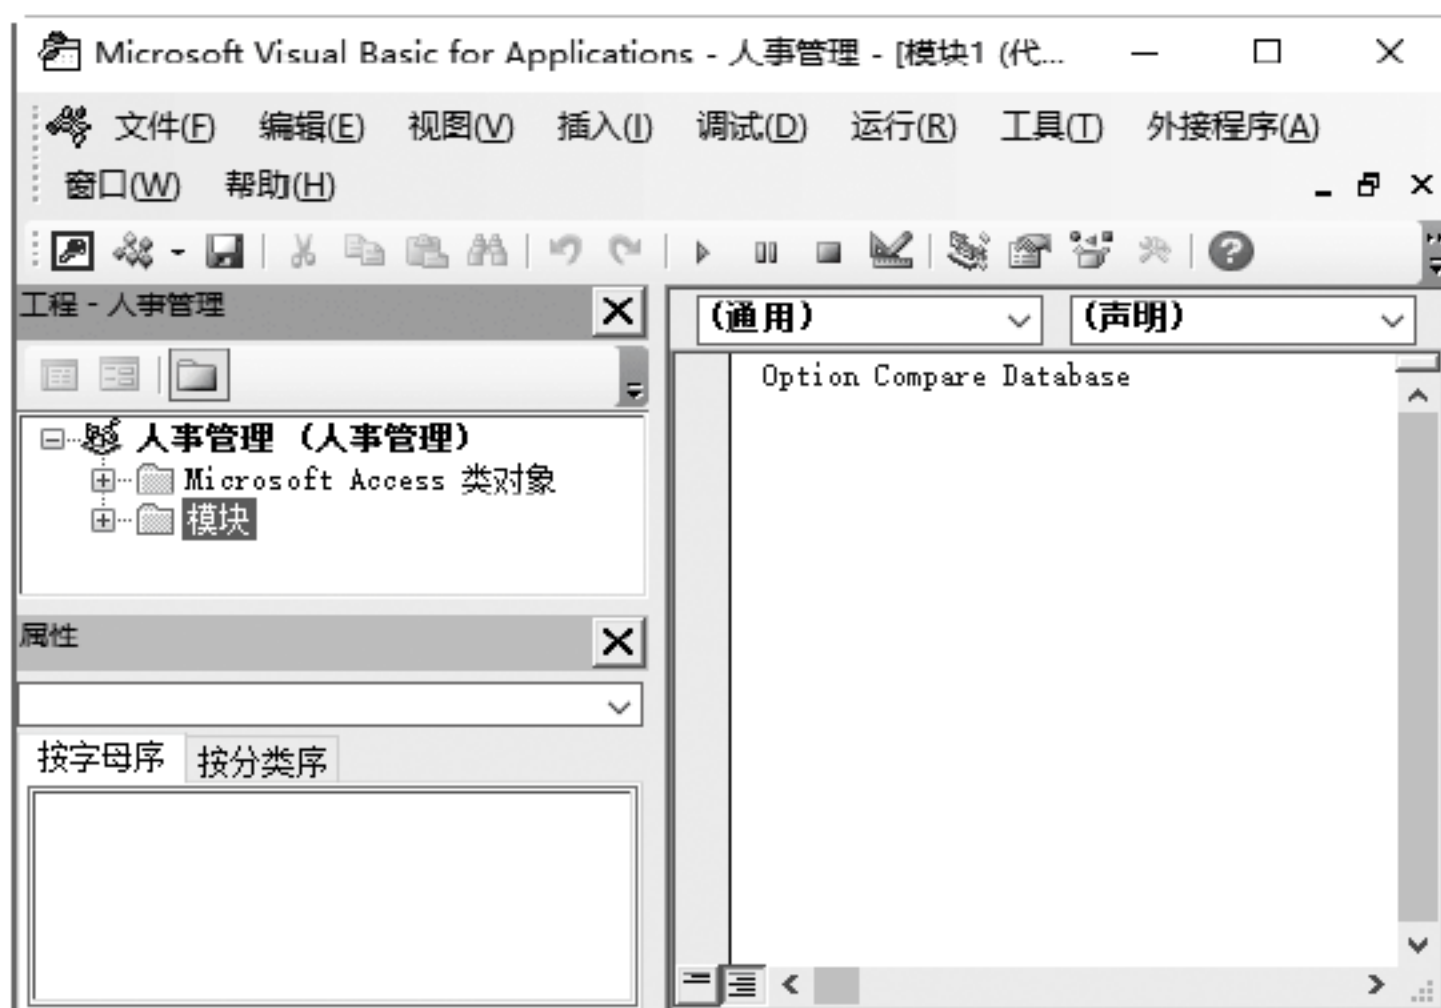 Microsoft Visual Basic for Applications - 人事管理 - [模块1 (代...
文件(F) 编辑(E) 视图(V) 插入(I) 调试(D) 运行(R) 工具(T) 外接程序(A)
窗口(W) 帮助(H)
工程 - 人事管理
(通用) (声明)
Option Compare Database
人事管理 (人事管理)
Microsoft Access 类对象
模块
属性
按字母序 按分类序